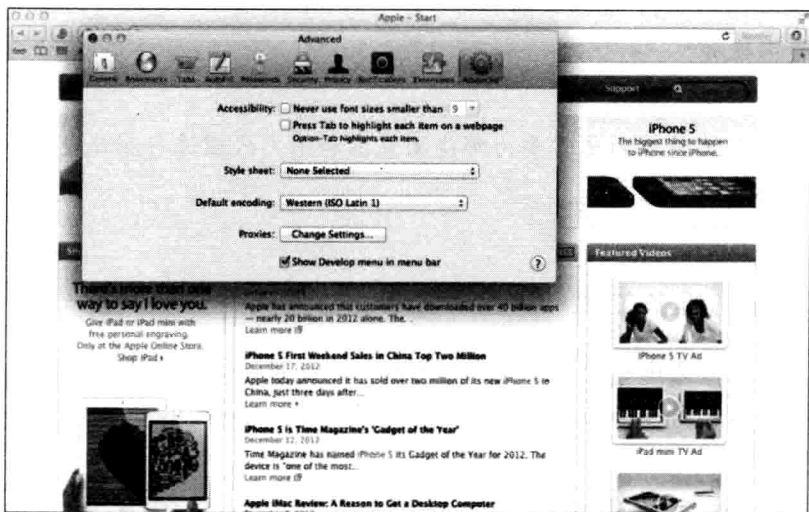 Apple - Start
Advanced
General Bookmarks Tabs AutoFill Passwords Security Privacy Notifications Extensions Advanced
Support
Accessibility: Never use font sizes smaller than 9
Press Tab to highlight each item on a webpage
Option-Tab highlights each item.
Style sheet: None Selected
Default encoding: Western (ISO Latin 1)
Proxies: Change Settings...
Show Develop menu in menu bar
?
iPhone 5
The biggest thing to happen
to iPhone since iPhone.
There's more than one
way to say I love you.
Give iPad or iPad mini with
free personal engraving.
Only at the Apple Online Store.
Shop iPad
Apple has announced that customers have downloaded over 40 billion apps
— nearly 20 billion in 2012 alone. The...
Learn more
iPhone 5 First Weekend Sales in China Top Two Million
December 17, 2012
Apple today announced it has sold over two million of its new iPhone 5 in
China, just three days after...
Learn more
iPhone 5 is Time Magazine's 'Gadget of the Year'
December 12, 2012
Time Magazine has named iPhone 5 its Gadget of the Year for 2012. The
device is "one of the most...
Learn more
Apple iMac Review: A Reason to Get a Desktop Computer
Featured Videos
iPhone 5 TV Ad
iPad mini TV Ad